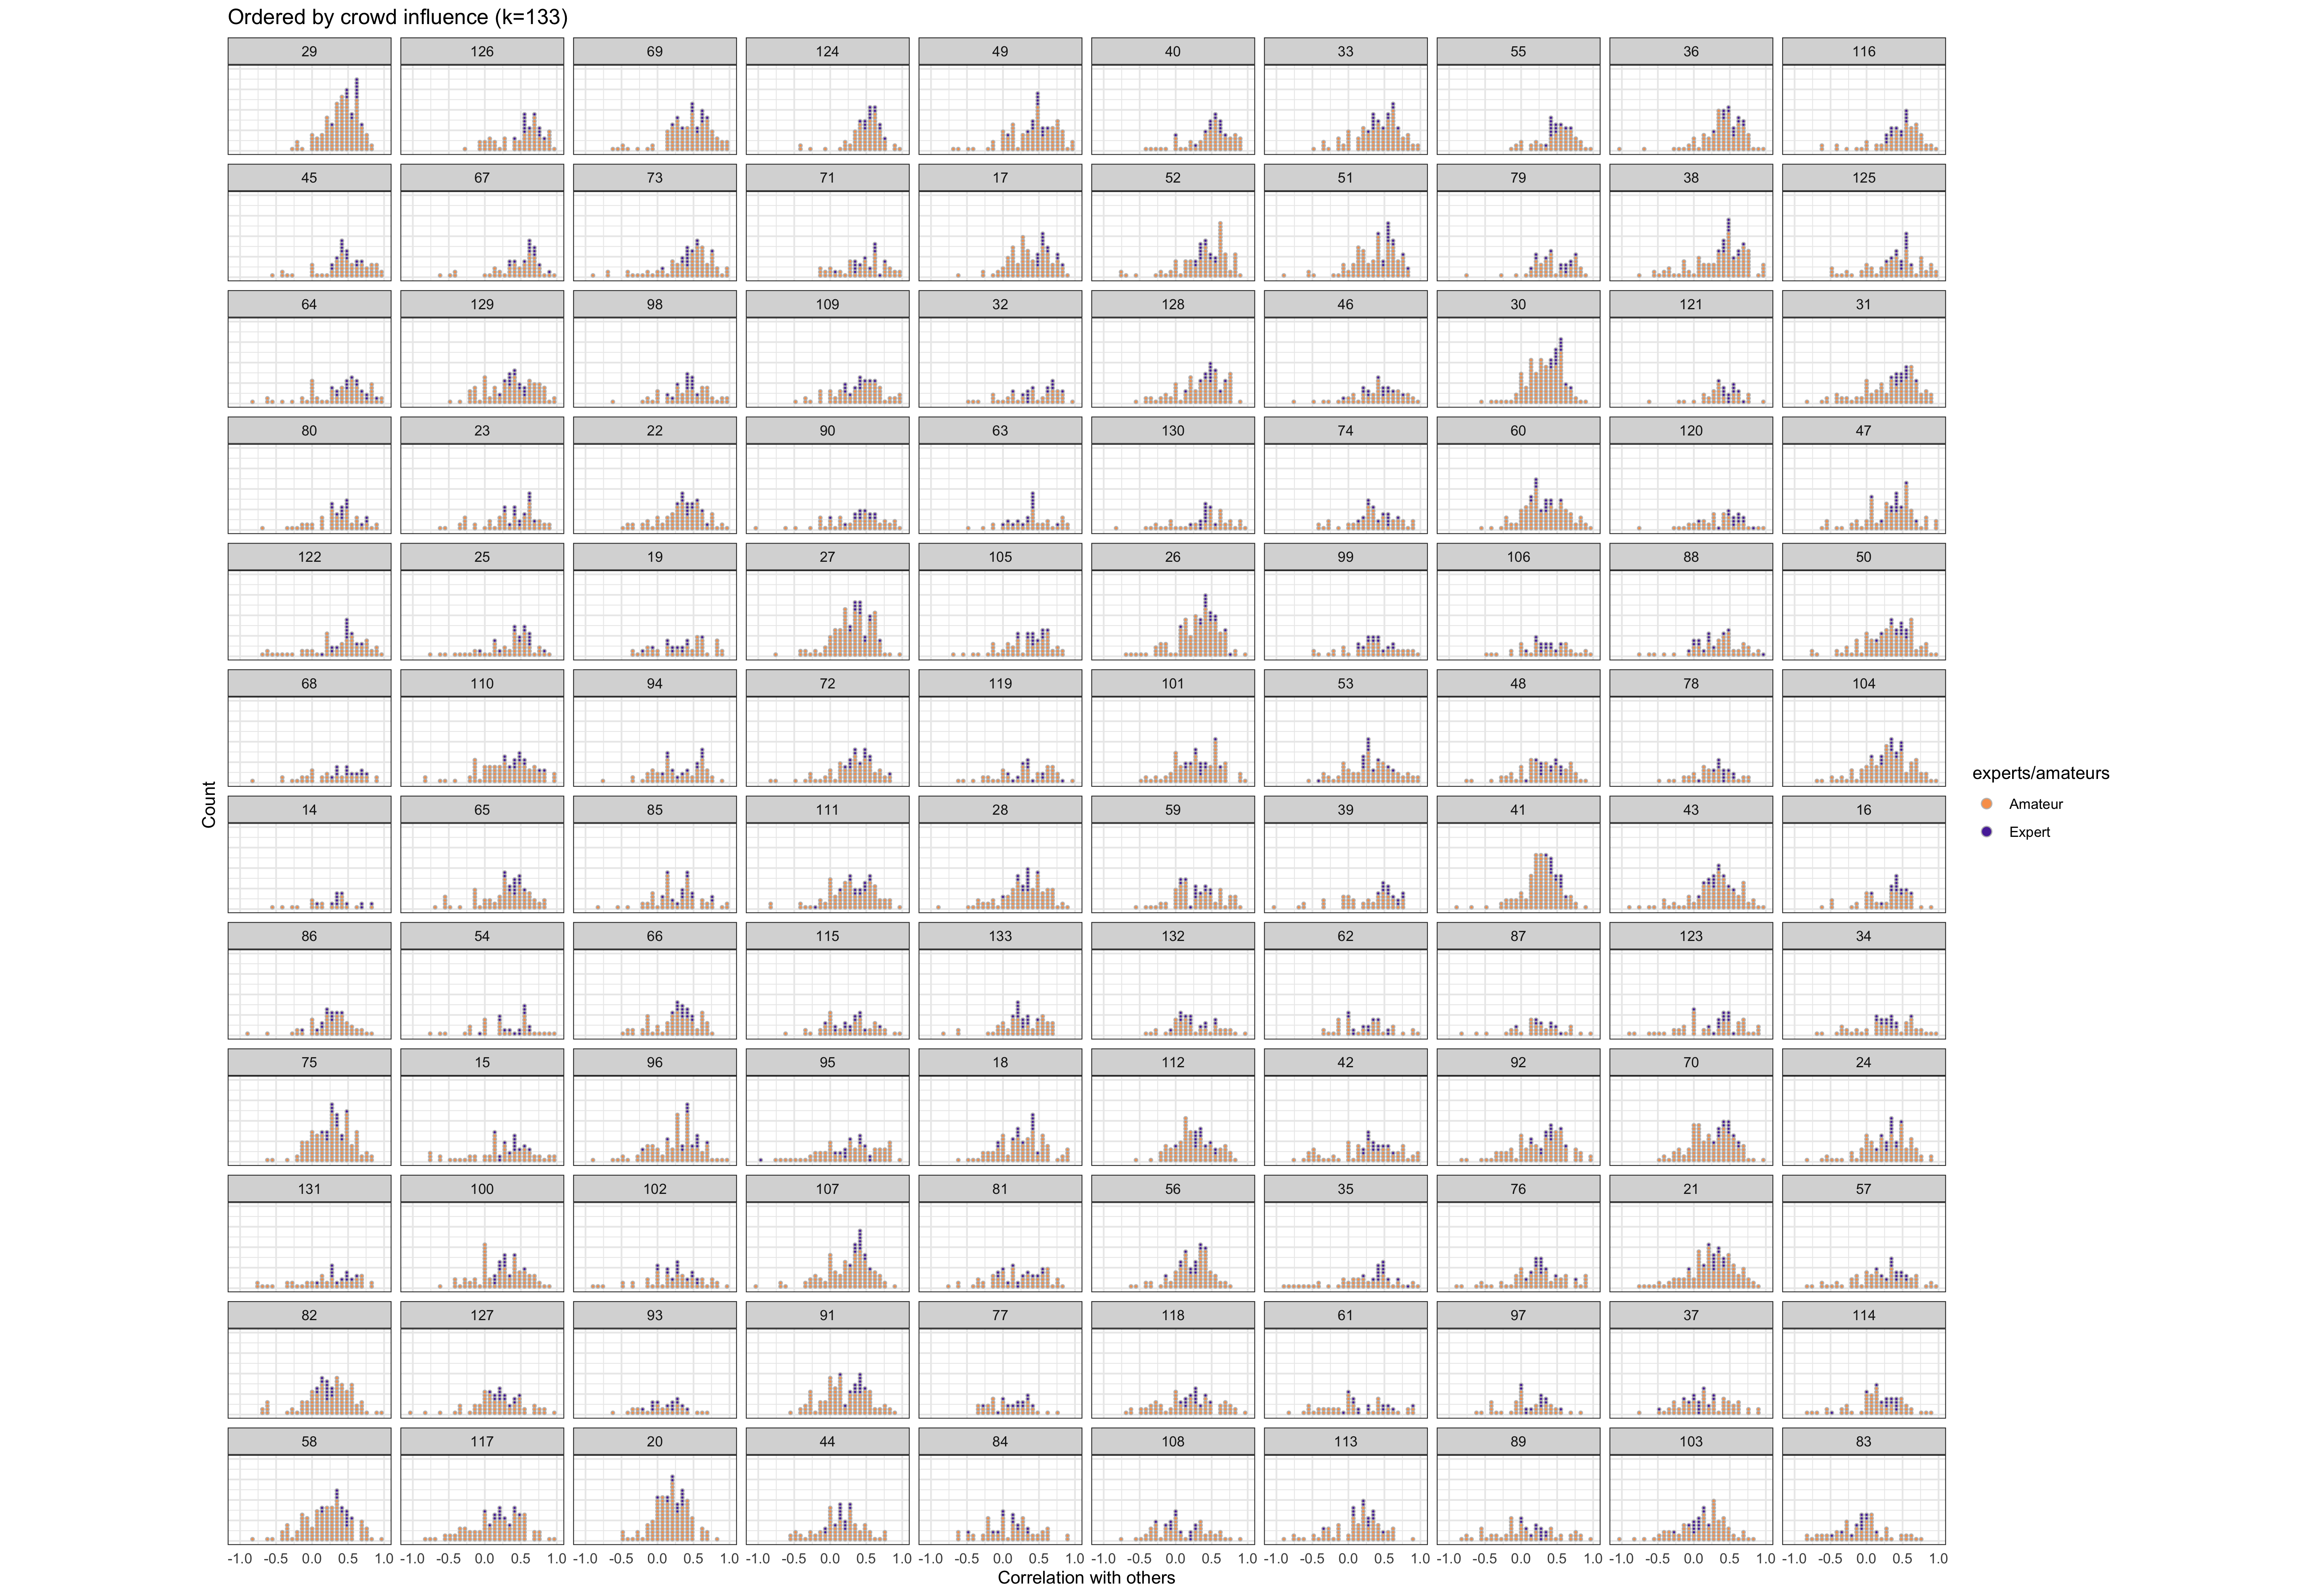 Ordered by crowd influence (k=133)
29 126 69 124 49 40 33 55 36 116
45 67 73 71 17 52 51 79 38 125
64 129 98 109 32 128 46 30 121 31
80 23 22 90 63 130 74 60 120 47
122 25 19 27 105 26 99 106 88 50
68 110 94 72 119 101 53 48 78 104
14 65 85 111 28 59 39 41 43 16
86 54 66 115 133 132 62 87 123 34
75 15 96 95 18 112 42 92 70 24
131 100 102 107 81 56 35 76 21 57
82 127 93 91 77 118 61 97 37 114
58 117 20 44 84 108 113 89 103 83
-1.0 -0.5 0.0 0.5 1.0 -1.0 -0.5 0.0 0.5 1.0 -1.0 -0.5 0.0 0.5 1.0 -1.0 -0.5 0.0 0.5 1.0 -1.0 -0.5 0.0 0.5 1.0 -1.0 -0.5 0.0 0.5 1.0 -1.0 -0.5 0.0 0.5 1.0 -1.0 -0.5 0.0 0.5 1.0 -1.0 -0.5 0.0 0.5 1.0 -1.0 -0.5 0.0 0.5 1.0
Correlation with others
Count
experts/amateurs
Amateur
Expert